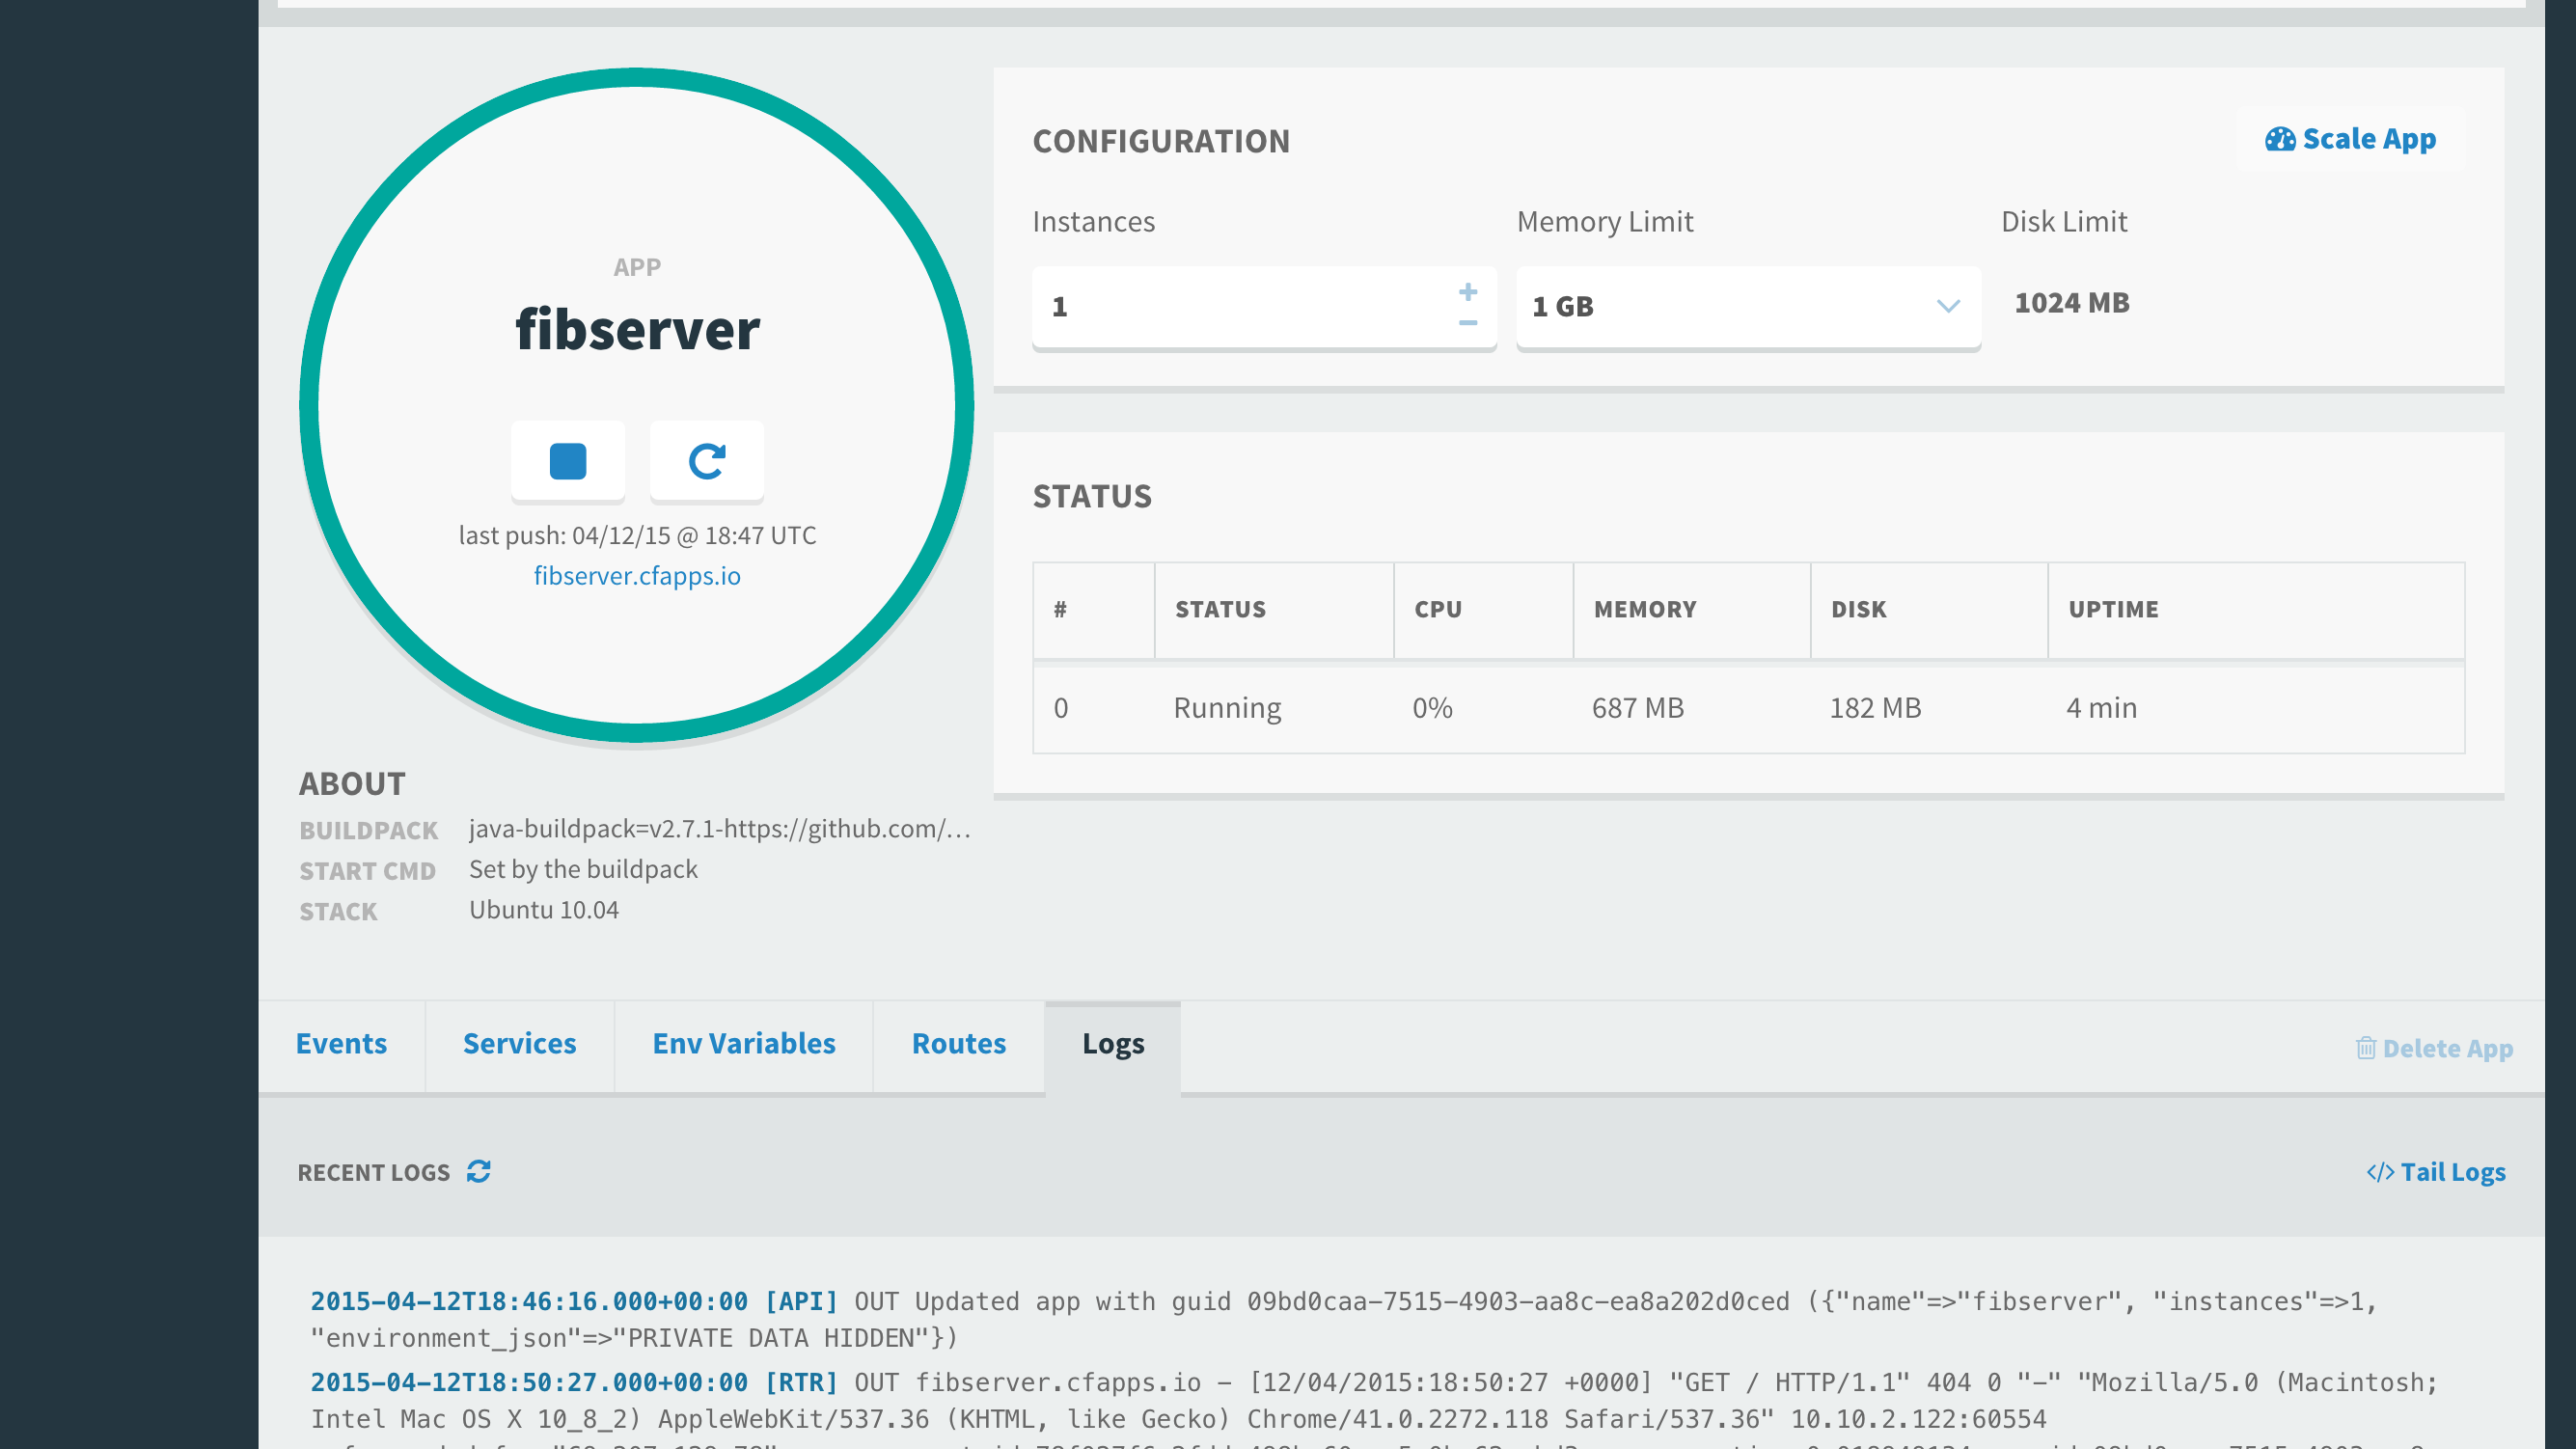 APP
fibserver
last push: 04/12/15 @ 18:47 UTC
fibserver.cfapps.io
ABOUT
BUILDPACK java-buildpack=v2.7.1-https://github.com/…
START CMD Set by the buildpack
STACK Ubuntu 10.04
CONFIGURATION
Scale App
Instances Memory Limit Disk Limit
1 1 GB 1024 MB
STATUS
# STATUS CPU MEMORY DISK UPTIME
0 Running 0% 687 MB 182 MB 4 min
Events Services Env Variables Routes Logs Delete App
RECENT LOGS </> Tail Logs
2015-04-12T18:46:16.000+00:00 [API] OUT Updated app with guid 09bd0caa-7515-4903-aa8c-ea8a202d0ced ({"name"=>"fibserver", "instances"=>1,
"environment_json"=>"PRIVATE DATA HIDDEN"})
2015-04-12T18:50:27.000+00:00 [RTR] OUT fibserver.cfapps.io - [12/04/2015:18:50:27 +0000] "GET / HTTP/1.1" 404 0 "-" "Mozilla/5.0 (Macintosh;
Intel Mac OS X 10_8_2) AppleWebKit/537.36 (KHTML, like Gecko) Chrome/41.0.2272.118 Safari/537.36" 10.10.2.122:60554